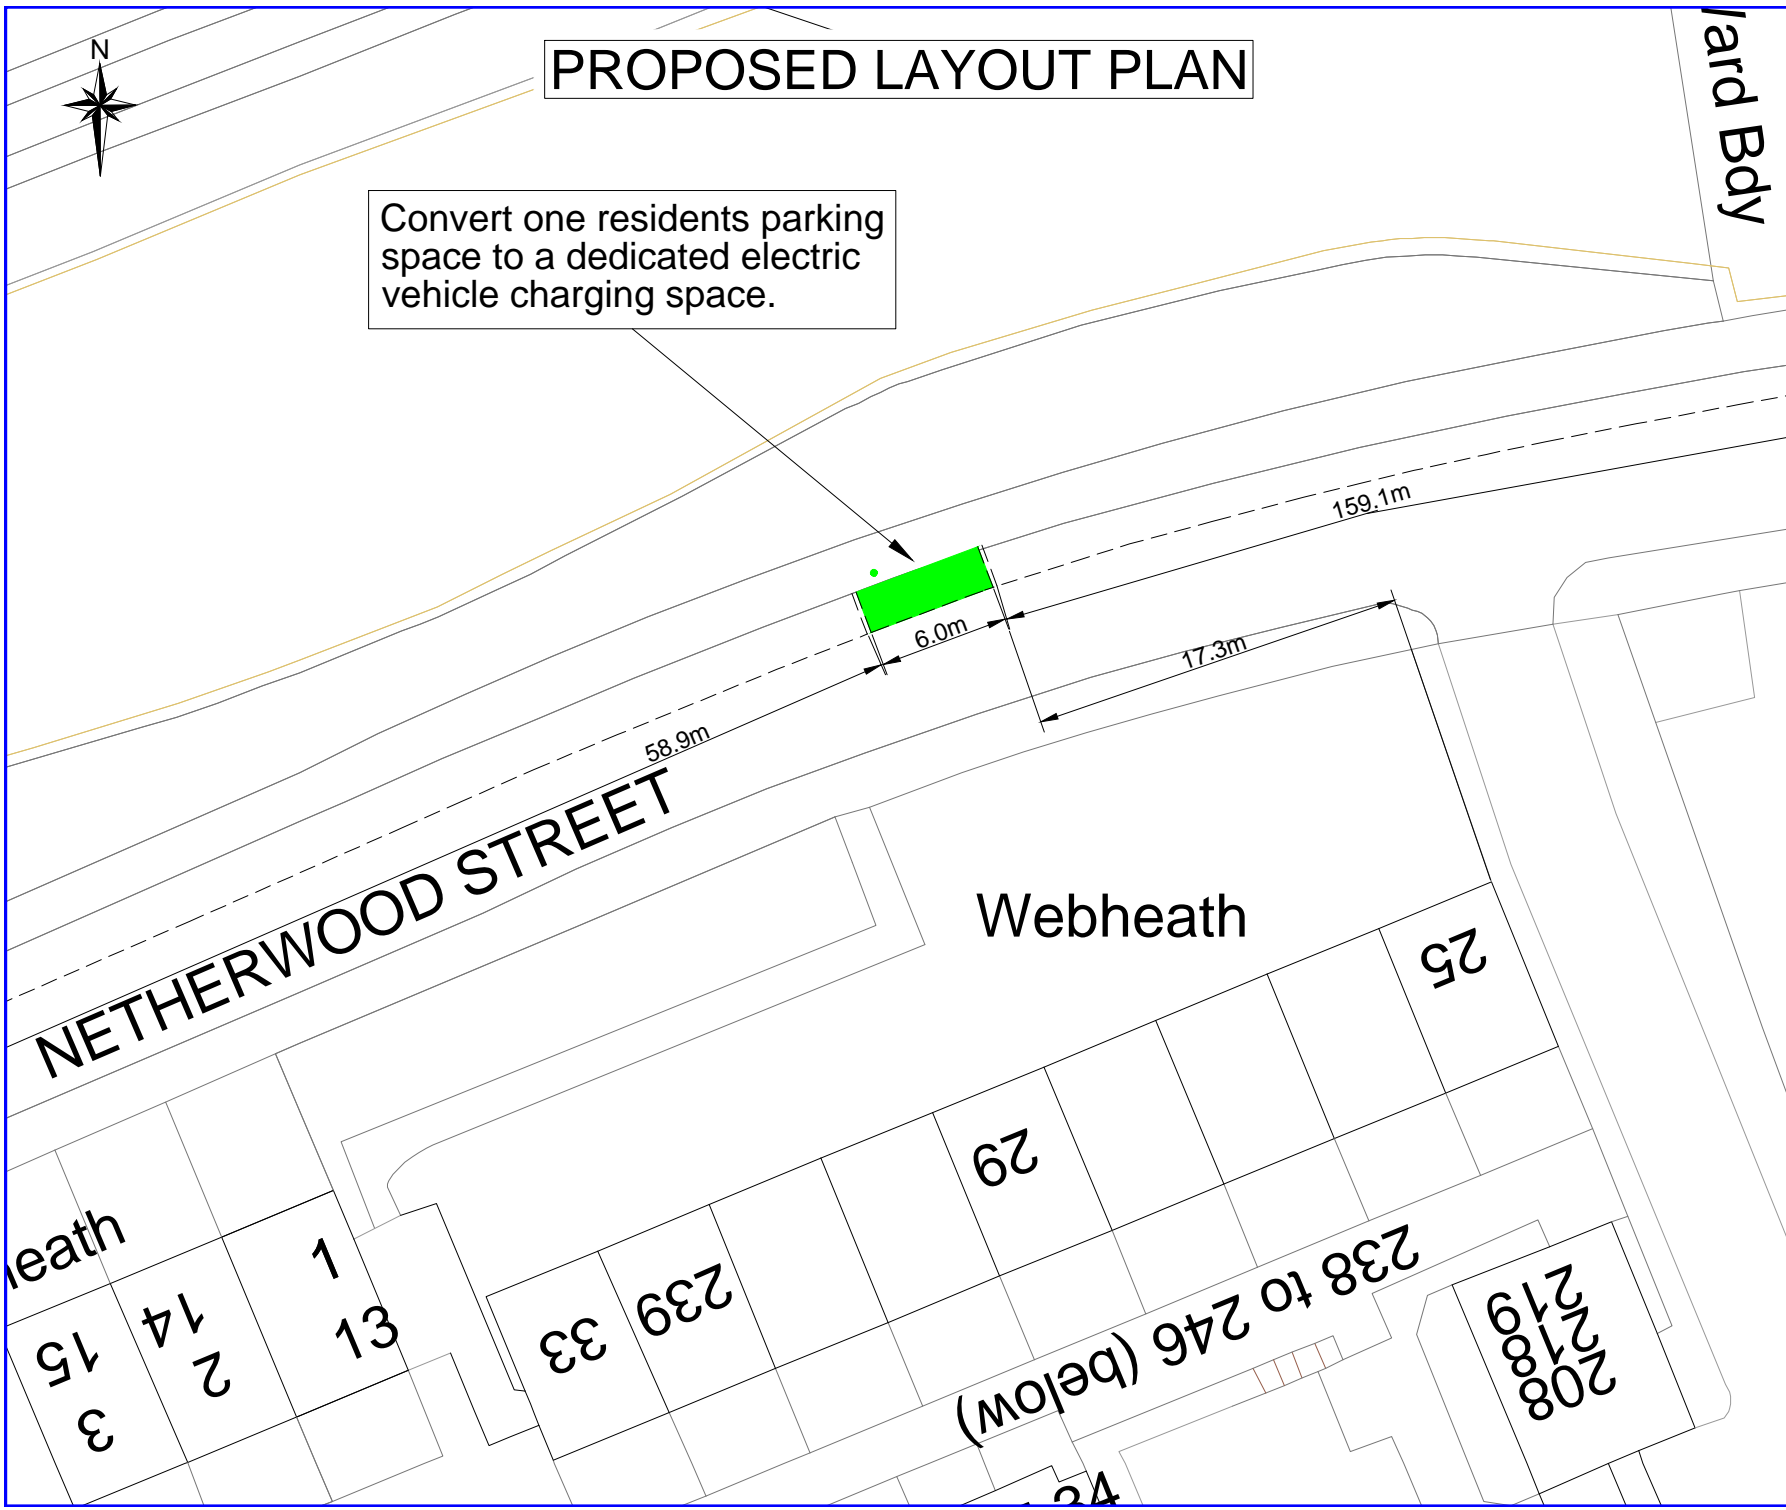 N
PROPOSED LAYOUT PLAN
Convert one residents parking
space to a dedicated electric
vehicle charging space.
Bdy
159.1m
6.0m
17.3m
58.9m
NETHERWOOD STREET
Webheath
25
29
1
13
14
2
15
3
33
239
238 to 246 (below)
219
218
208
34